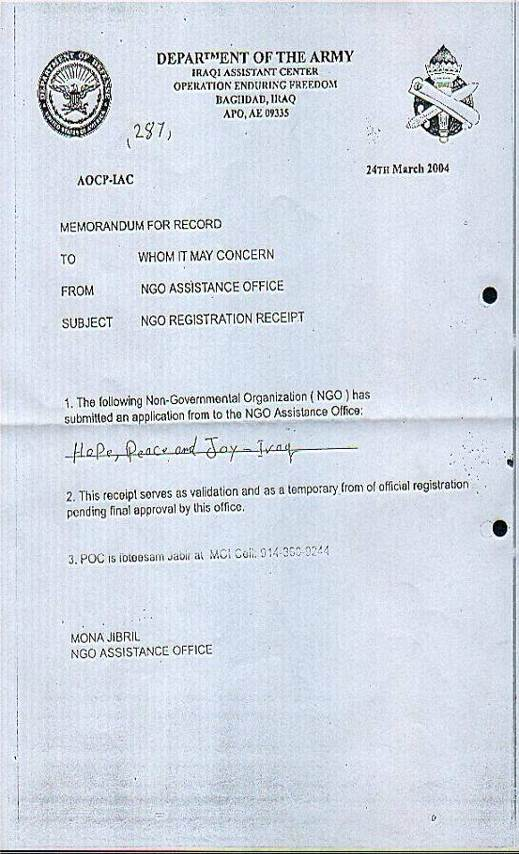 DEPARTMENT OF THE ARMY
IRAQI ASSISTANT CENTER
OPERATION ENDURING FREEDOM
BAGHDAD, IRAQ
APO, AE 09335
287,
24TH March 2004
AOCP-IAC
MEMORANDUM FOR RECORD
TO WHOM IT MAY CONCERN
FROM NGO ASSISTANCE OFFICE
SUBJECT NGO REGISTRATION RECEIPT
1. The following Non-Governmental Organization ( NGO ) has
submitted an application from to the NGO Assistance Office:
Hope, Peace and Joy - Iraq
2. This receipt serves as validation and as a temporary from of official registration
pending final approval by this office.
3. POC is Jabir at MCI Cell:
MONA JIBRIL
NGO ASSISTANCE OFFICE